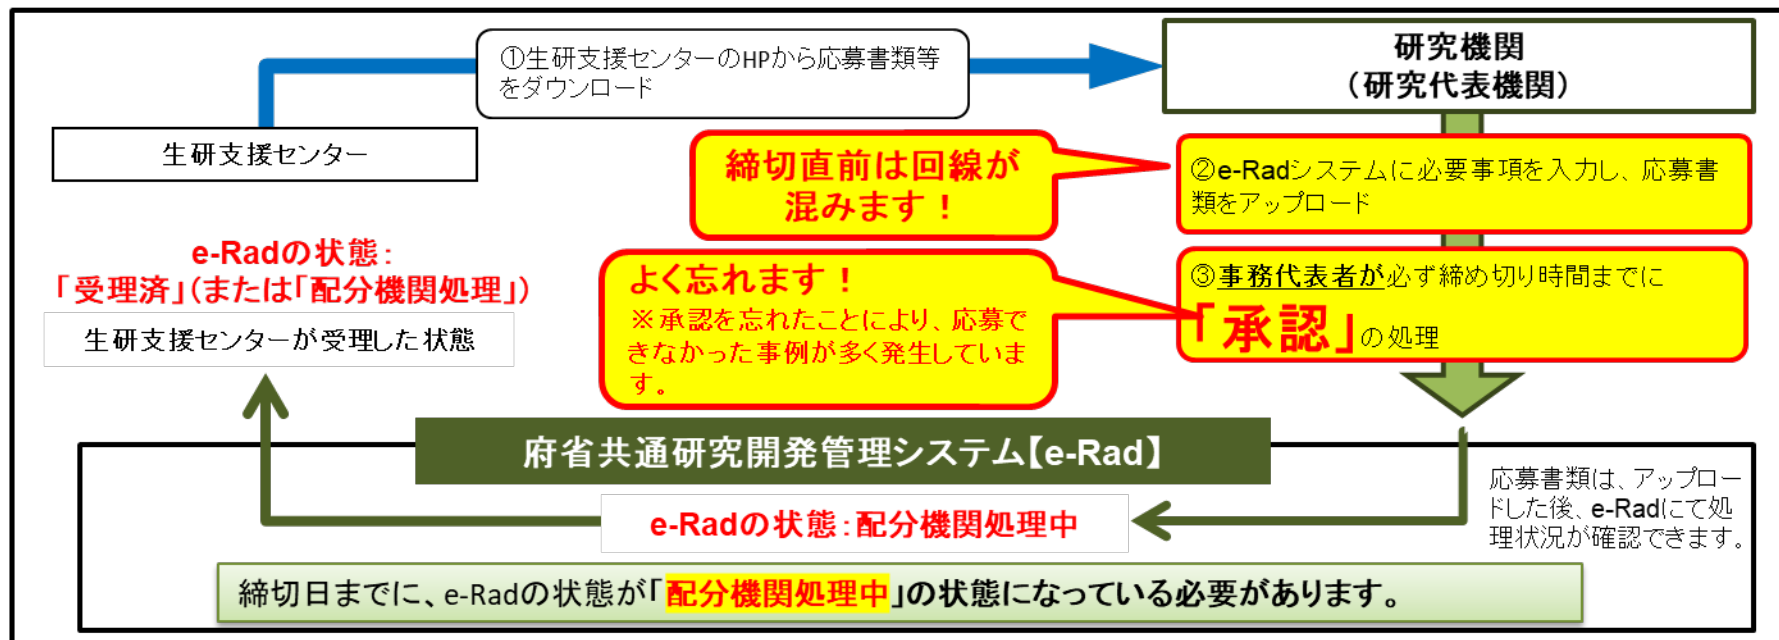 ①生研支援センターのHPから応募書類等
をダウンロード
研究機関
（研究代表機関）
生研支援センター
締切直前は回線が
混みます！
②e-Radシステムに必要事項を入力し、応募書
類をアップロード
e-Radの状態：
「受理済」（または「配分機関処理」）
生研支援センターが受理した状態
よく忘れます！
※承認を忘れたことにより、応募で
きなかった事例が多く発生していま
す。
③事務代表者が必ず締め切り時間までに
「承認」の処理
府省共通研究開発管理システム【e-Rad】
e-Radの状態：配分機関処理中
応募書類は、アップロー
ドした後、e-Radにて処
理状況が確認できます。
締切日までに、e-Radの状態が「配分機関処理中」の状態になっている必要があります。